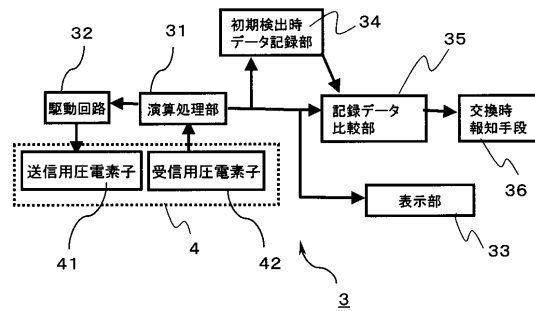 34
初期検出時
データ記録部
32
31
35
駆動回路
演算処理部
記録データ
比較部
交換時
報知手段
送信用圧電素子
受信用圧電素子
36
表示部
41
4
42
33
3